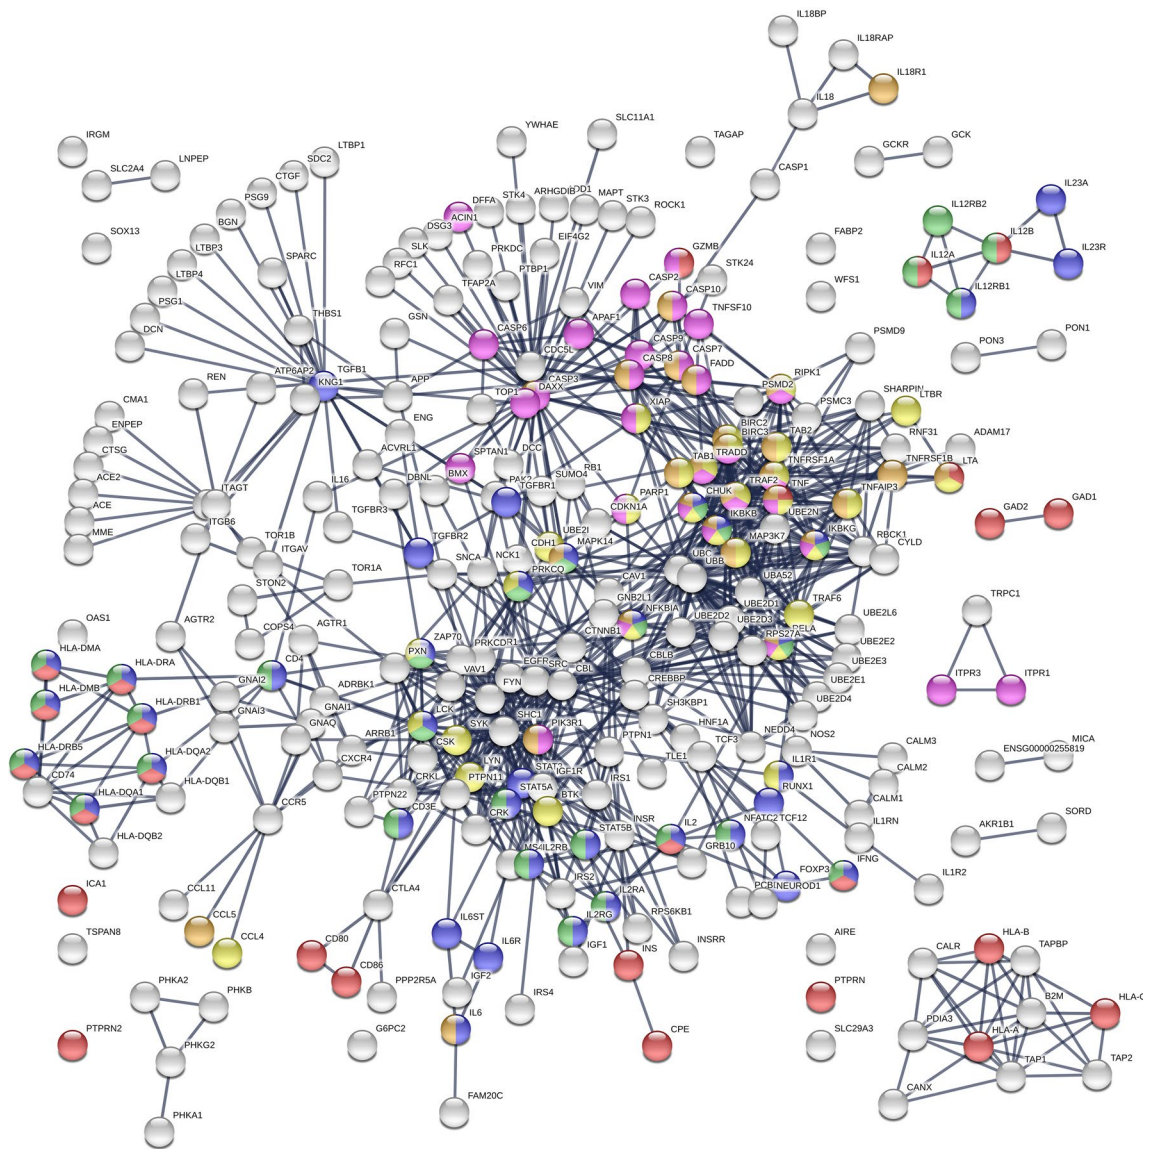 IL18BP
IL18RAP
IL18R1
IL18
YWHAE
SLC11A1
IRGM
TAGAP
GCK
GCKR
LTBP1
SDC2
CTGF
PSG9
SLC2A4
LNPEP
CASP1
IL23A
IL12RB2
DFFA
STK4
ARHGDIB
MAPT
STK3
ROCK1
ACIN1
DSG3
BGN
LTBP3
SOX13
SLK
PRKDC
EIF4G2
GZMB
FABP2
IL12B
IL23R
IL12A
IL12RB1
SPARC
RFC1
TFAP2A
PTBP1
STK24
CASP2
CASP10
LTBP4
PSG1
VIM
WFS1
TNFSF10
DCN
THBS1
GSN
CASP6
APAF1
CASP9
CASP7
PSMD9
PON1
PON3
CDC5L
CASP8
FADD
RIPK1
ATP6AP2
TGFB1
KNG1
REN
APP
TOP1
CASP3
DAXX
PSMD2
PSMC3
SHARPIN
LTBR
CMA1
ENPEP
CTSG
ACE2
ACE
MME
XIAP
BIRC2
BIRC3
TAB2
RNF31
ADAM17
ENG
ACVRL1
DCC
SPTAN1
BMX
TRADD
TAB1
TNFRSF1A
TNFRSF1B
LTA
IL16
DBNL
PAK2
RB1
SUMO4
TGFBR1
PARP1
CHUK
TRAF2
TNF
TNFAIP3
GAD1
GAD2
ITGB6
TGFBR3
CDKN1A
IKBKB
UBE2N
IKBKG
TOR1B
ITGAV
TGFBR2
UBE2I
CDH1
MAPK14
MAP3K7
RBCK1
CYLD
SNCA
NCK1
PRKCQ
UBC
UBB
TOR1A
STON2
CAV1
UBA52
TRAF6
GNB2L1
NFKBIA
UBE2D1
UBE2D2
UBE2D3
RELA
RPS27A
UBE2L6
TRPC1
OAS1
AGTR2
COPS4
AGTR1
ZAP70
PXN
PRKCDR1
CTNNB1
CBLB
UBE2E2
UBE2E3
UBE2E1
UBE2D4
HLA-DMA
HLA-DRA
CD4
GNAI2
VAV1
EGFR
SRC
CBL
FYN
CREBBP
ITPR3
ITPR1
HLA-DMB
HLA-DRB1
ADRBK1
GNAI3
GNAI1
GNAQ
LCK
SH3KBP1
SHC1
SYK
PIK3R1
HNF1A
NEDD4
NOS2
HLA-DRB5
HLA-DQA2
ARRB1
CSK
PTPN1
TCF3
CALM3
ENSG00000255819
MICA
CD74
HLA-DQB1
CXCR4
CRKL
LYN
TLE1
IL1R1
CALM2
PTPN11
IGF1R
IRS1
RUNX1
STAT5A
BTK
HLA-DQA1
CCR5
PTPN22
CD3E
CRK
STAT5B
INSR
IL2
NFATC2
TCF12
CALM1
IL1RN
SORD
AKR1B1
HLA-DQB2
IL2RB
GRB10
IFNG
FOXP3
IRS2
NEUROD1
IL1R2
ICA1
CCL11
CTLA4
IL2RA
IL2RG
RPS6KB1
CCL5
IL6ST
TSPAN8
CCL4
CD80
CD86
IL6R
IGF1
INS
INSRR
AIRE
CALR
HLA-B
TAPBP
PHKA2
PHKB
PPP2R5A
IGF2
IRS4
PTPRN
B2M
IL6
PTPRN2
PHKG2
G6PC2
CPE
SLC29A3
PDIA3
HLA-A
TAP1
TAP2
PHKA1
FAM20C
CANX